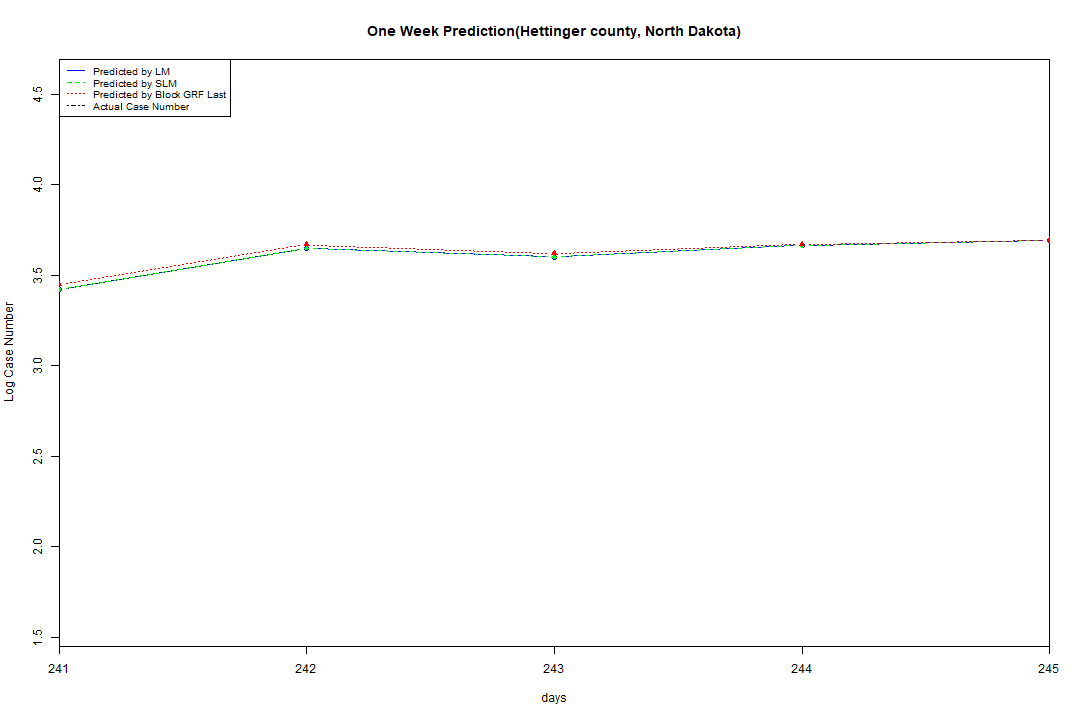 One Week Prediction(Hettinger county, North Dakota)
Predicted by LM
Predicted by SLM
Predicted by Block GRF Last
Actual Case Number
4.5
4.0
3.5
3.0
2.5
2.0
1.5
Log Case Number
241 242 243 244 245
days